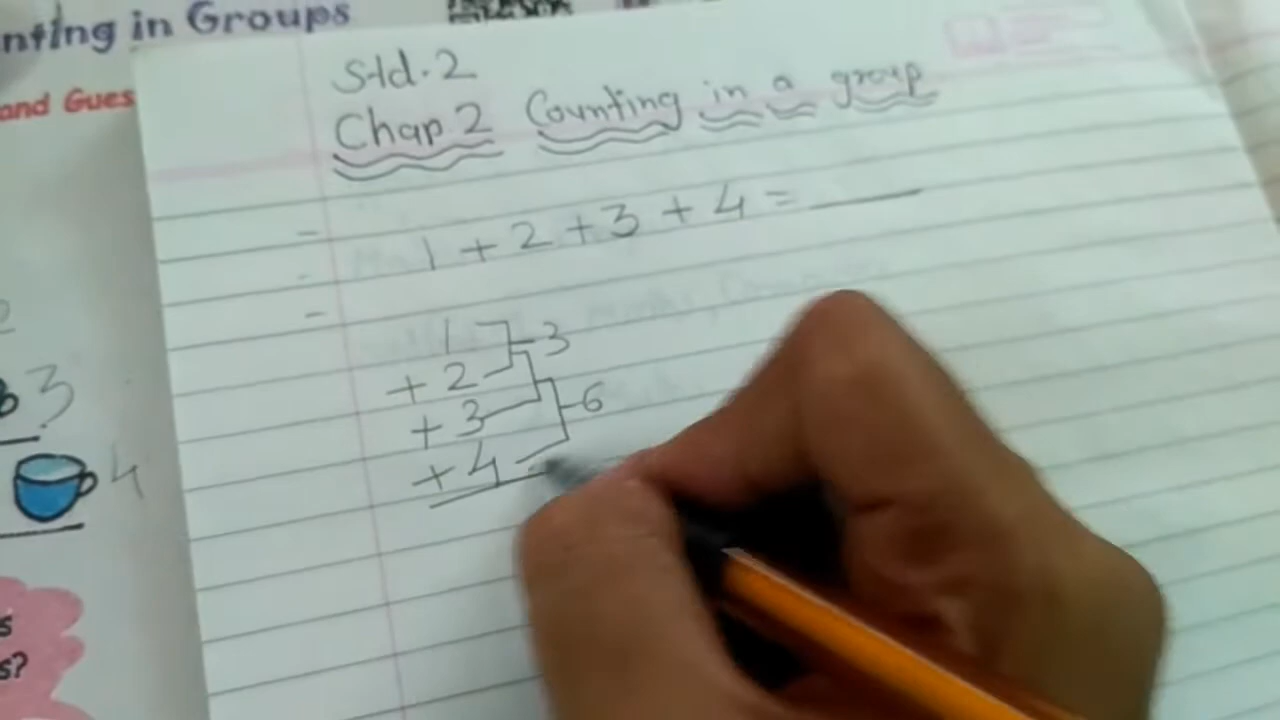 nting in Groups
and Gues
Std. 2
Chap 2 Counting in a group
1 + 2 + 3 + 4 = ____
1
+ 2
+ 3
+ 4
3
6
3
4
s
s?